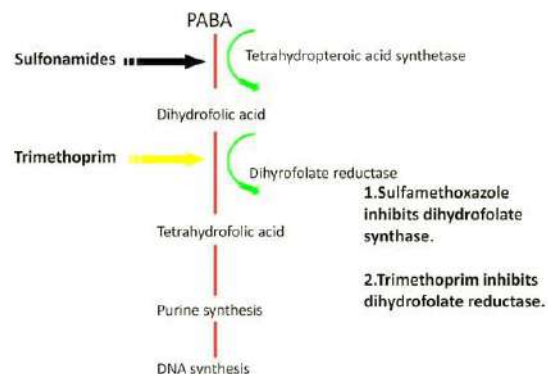 PABA
Sulfonamides
Tetrahydropteroic acid synthetase
Dihydrofolic acid
Trimethoprim
Dihyrofolate reductase
1.Sulfamethoxazole
inhibits dihydrofolate
synthase.
Tetrahydrofolic acid
2.Trimethoprim inhibits
dihydrofolate reductase.
Purine synthesis
DNA synthesis